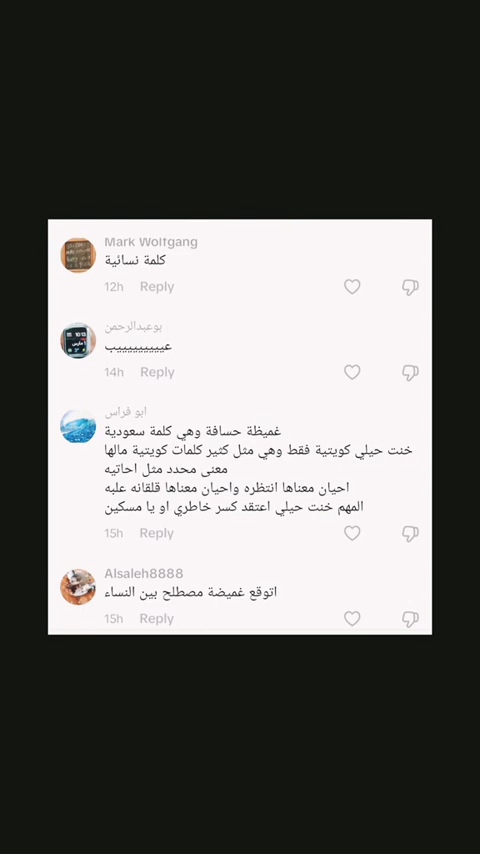 Mark Wolfgang
كلمة نسائية
12h Reply
بوعبدالرحمن
عيييييييييب
14h Reply
ابو فراس
غميظة حسافة وهي كلمة سعودية
خنت حيلي كويتية فقط وهي مثل كثير كلمات كويتية مالها
معنى محدد مثل احاتيه
احيان معناها انتظره واحيان معناها قلقانه عليه
المهم خنت حيلي اعتقد كسر خاطري او يا مسكين
15h Reply
Alsaleh8888
اتوقع غميضة مصطلح بين النساء
15h Reply